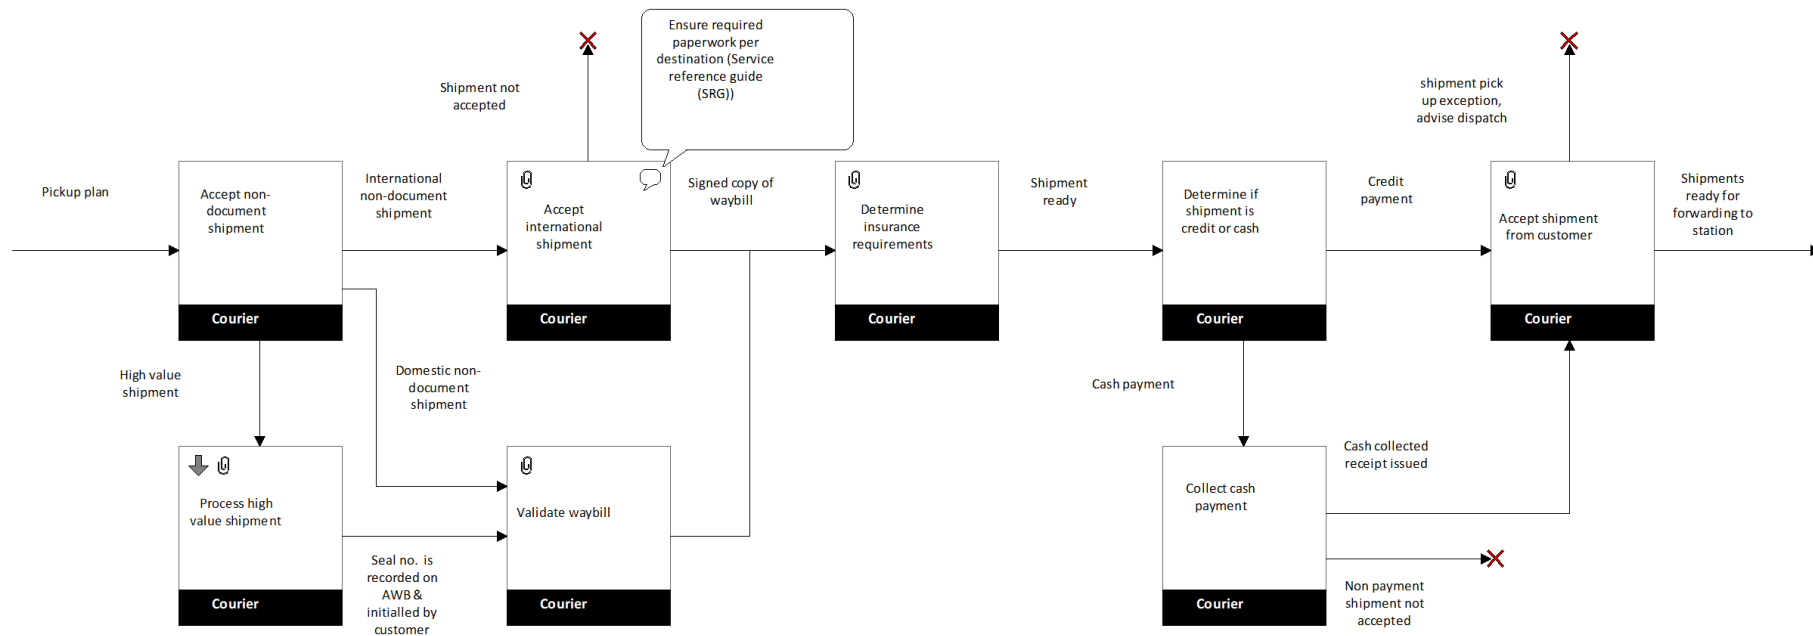 Ensure required
paperwork per
destination (Service
reference guide
(SRG))
Shipment not
accepted
shipment pick
up exception,
advise dispatch
Pickup plan
Accept non-
document
shipment
Courier
International
non-document
shipment
Accept
international
shipment
Courier
Signed copy of
waybill
Determine
insurance
requirements
Courier
Shipment
ready
Determine if
shipment is
credit or cash
Courier
Credit
payment
Accept shipment
from customer
Courier
Shipments
ready for
forwarding to
station
High value
shipment
Domestic non-
document
shipment
Cash payment
Process high
value shipment
Courier
Seal no. is
recorded on
AWB &
initialled by
customer
Validate waybill
Courier
Collect cash
payment
Courier
Cash collected
receipt issued
Non payment
shipment not
accepted